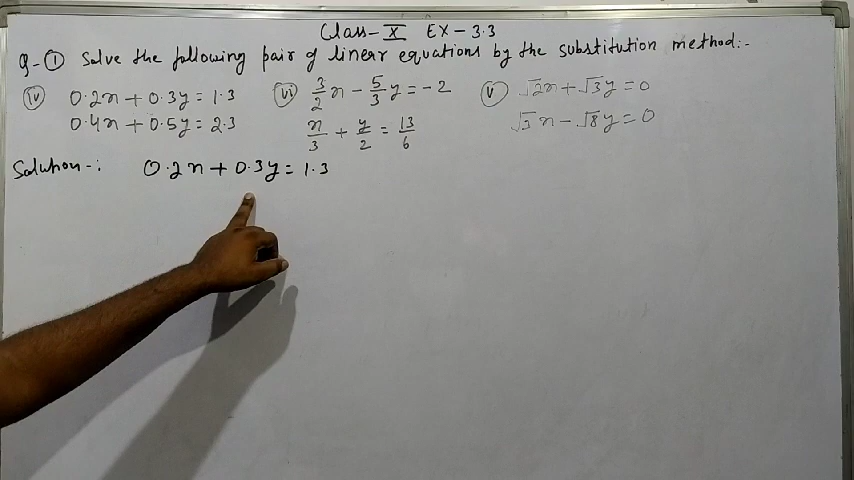 Class-X EX-3.3
Q-① Solve the following pair of linear equations by the substitution method:-
(iv) 0.2x + 0.3y = 1.3 (vi) 3/2 x - 5/3 y = -2 (v) √2x + √3y = 0
0.4x + 0.5y = 2.3 x/3 + y/2 = 13/6 √3x - √8y = 0
Solution-: 0.2x + 0.3y = 1.3